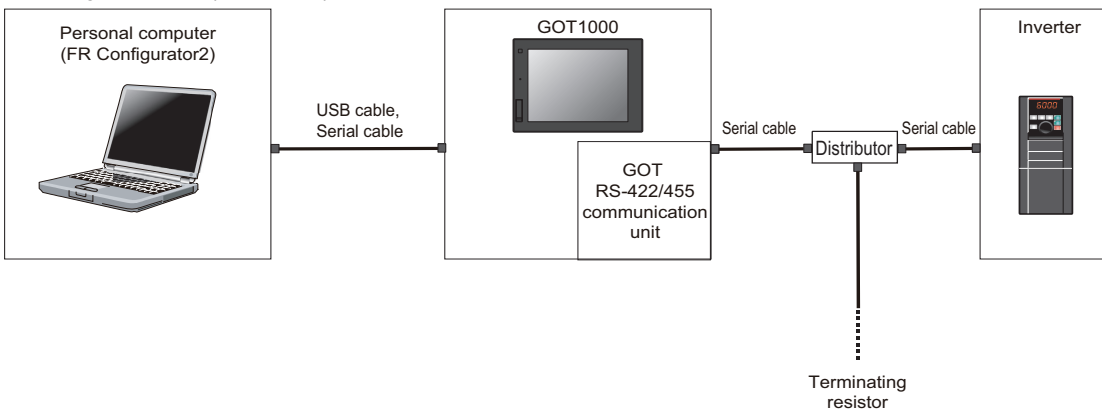 Personal computer
(FR Configurator2)
USB cable,
Serial cable
GOT1000
GOT
RS-422/455
communication
unit
Serial cable
Distributor
Serial cable
Inverter
6000
Terminating
resistor